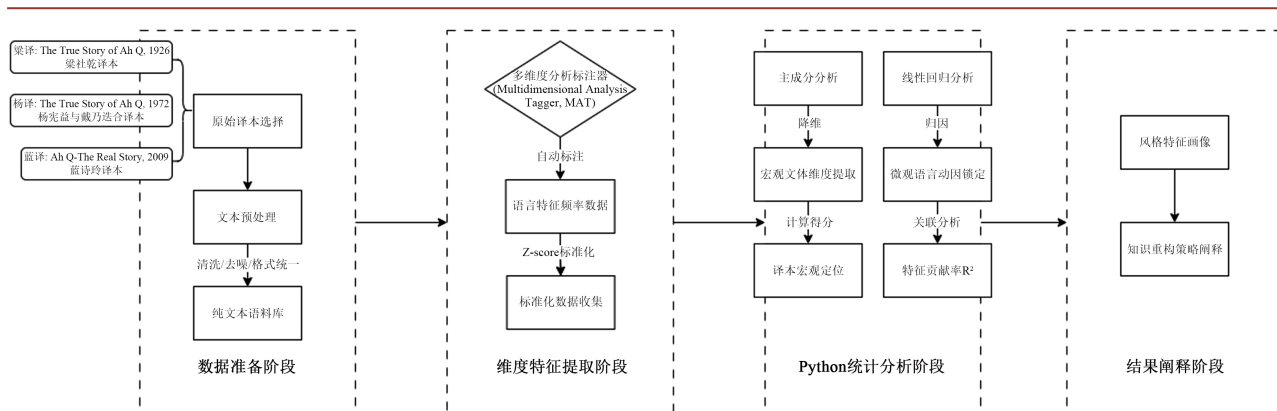 梁译: The True Story of Ah Q, 1926
梁社乾译本
杨译: The True Story of Ah Q, 1972
杨宪益与戴乃迭合译本
蓝译: Ah Q-The Real Story, 2009
蓝诗玲译本
原始译本选择
文本预处理
清洗/去噪/格式统一
纯文本语料库
数据准备阶段
多维度分析标注器
(Multidimensional Analysis
Tagger, MAT)
自动标注
语言特征频率数据
Z-score标准化
标准化数据收集
维度特征提取阶段
主成分分析
降维
宏观文体维度提取
计算得分
译本宏观定位
线性回归分析
归因
微观语言动因锁定
关联分析
特征贡献率R²
Python统计分析阶段
风格特征画像
知识重构策略阐释
结果阐释阶段